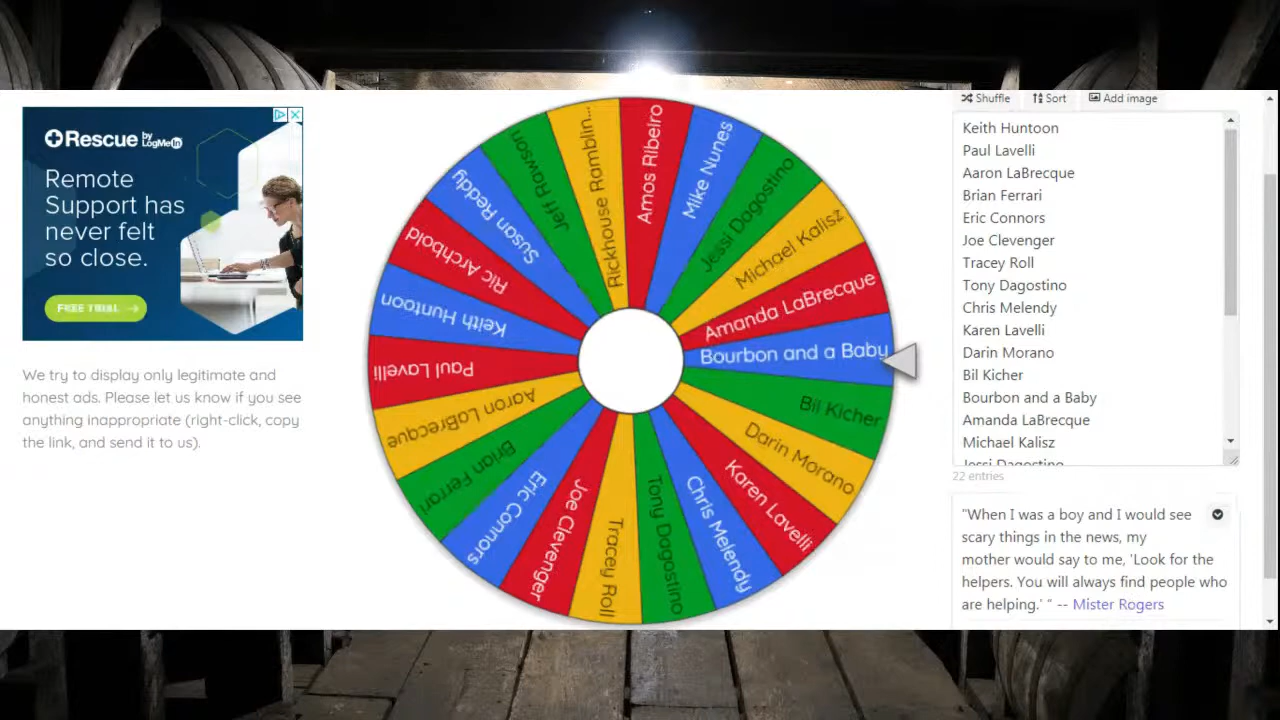 Rescue by LogMeIn
Remote
Support has
never felt
so close.
FREE TRIAL
We try to display only legitimate and
honest ads. Please let us know if you see
anything inappropriate (right-click, copy
the link, and send it to us).
Rickhouse Ramblin...
Amos Ribeiro
Mike Nunes
Jessi Dagostino
Michael Kalisz
Amanda LaBrecque
Bourbon and a Baby
Bil Kicher
Darin Morano
Karen Lavelli
Chris Melendy
Tony Dagostino
Tracey Roll
Joe Clevenger
Eric Connors
Brian Ferrari
Aaron LaBrecque
Paul Lavelli
Keith Huntoon
Ric Archbold
Susan Reddy
Jeff Rawson
Shuffle Sort Add image
Keith Huntoon
Paul Lavelli
Aaron LaBrecque
Brian Ferrari
Eric Connors
Joe Clevenger
Tracey Roll
Tony Dagostino
Chris Melendy
Karen Lavelli
Darin Morano
Bil Kicher
Bourbon and a Baby
Amanda LaBrecque
Michael Kalisz
Jessi Dagostino
22 entries
"When I was a boy and I would see
scary things in the news, my
mother would say to me, 'Look for the
helpers. You will always find people who
are helping.' " -- Mister Rogers